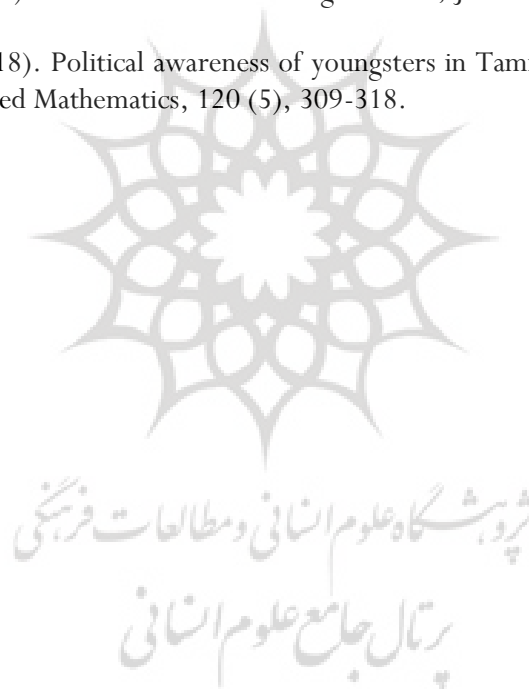 18). Political awareness of youngsters in Tami
ed Mathematics, 120 (5), 309-318.
پژوهشگاه علوم انسانی و مطالعات فرهنگی
پرتال جامع علوم انسانی